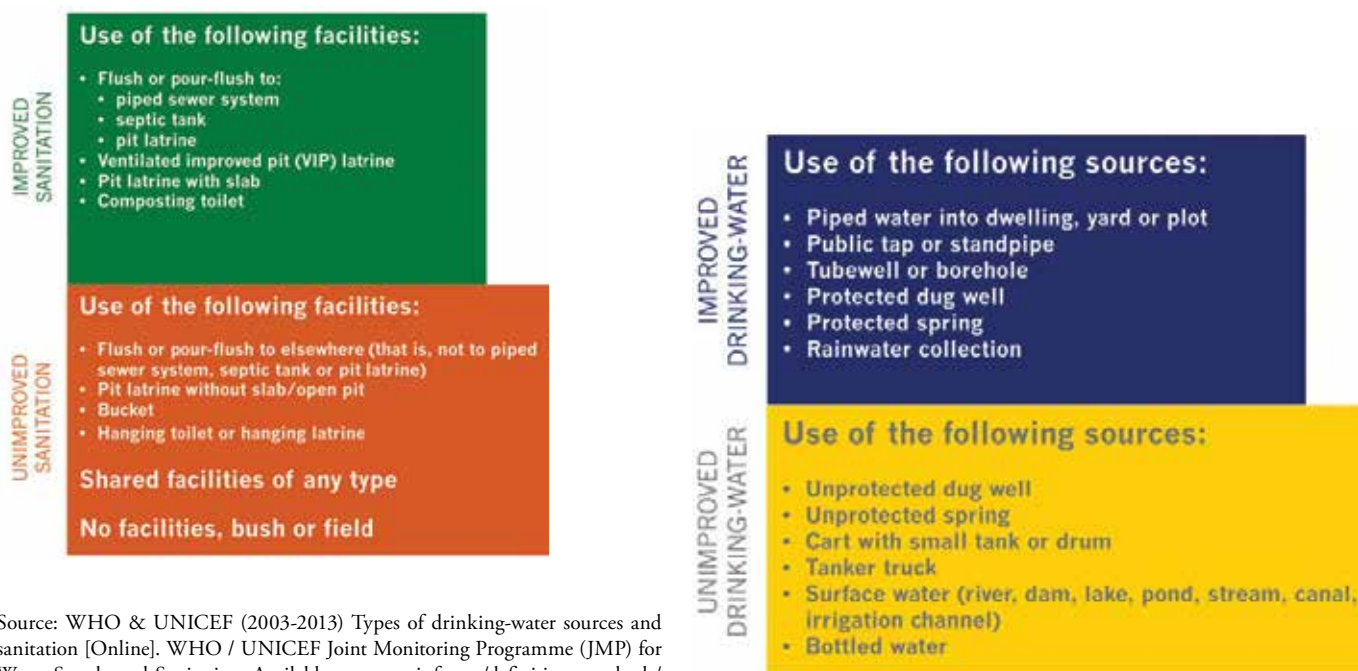 IMPROVED
SANITATION
Use of the following facilities:
• Flush or pour-flush to:
• piped sewer system
• septic tank
• pit latrine
• Ventilated improved pit (VIP) latrine
• Pit latrine with slab
• Composting toilet
UNIMPROVED
SANITATION
Use of the following facilities:
• Flush or pour-flush to elsewhere (that is, not to piped
sewer system, septic tank or pit latrine)
• Pit latrine without slab/open pit
• Bucket
• Hanging toilet or hanging latrine
Shared facilities of any type
No facilities, bush or field
Source: WHO & UNICEF (2003-2013) Types of drinking-water sources and
sanitation [Online]. WHO / UNICEF Joint Monitoring Programme (JMP) for
IMPROVED
DRINKING-WATER
Use of the following sources:
• Piped water into dwelling, yard or plot
• Public tap or standpipe
• Tubewell or borehole
• Protected dug well
• Protected spring
• Rainwater collection
UNIMPROVED
DRINKING-WATER
Use of the following sources:
• Unprotected dug well
• Unprotected spring
• Cart with small tank or drum
• Tanker truck
• Surface water (river, dam, lake, pond, stream, canal,
irrigation channel)
• Bottled water